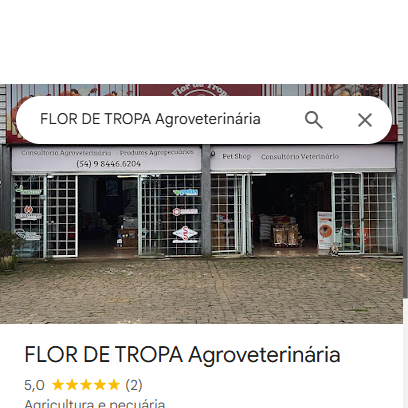 Flor de Tropa
FLOR DE TROPA Agroveterinária
Consultório Agroveterinário Produtos Agropecuários
(54) 9 8446.6204
Pet Shop Consultório Veterinário
FLOR DE TROPA Agroveterinária
5,0 (2)
Agricultura e pecuária